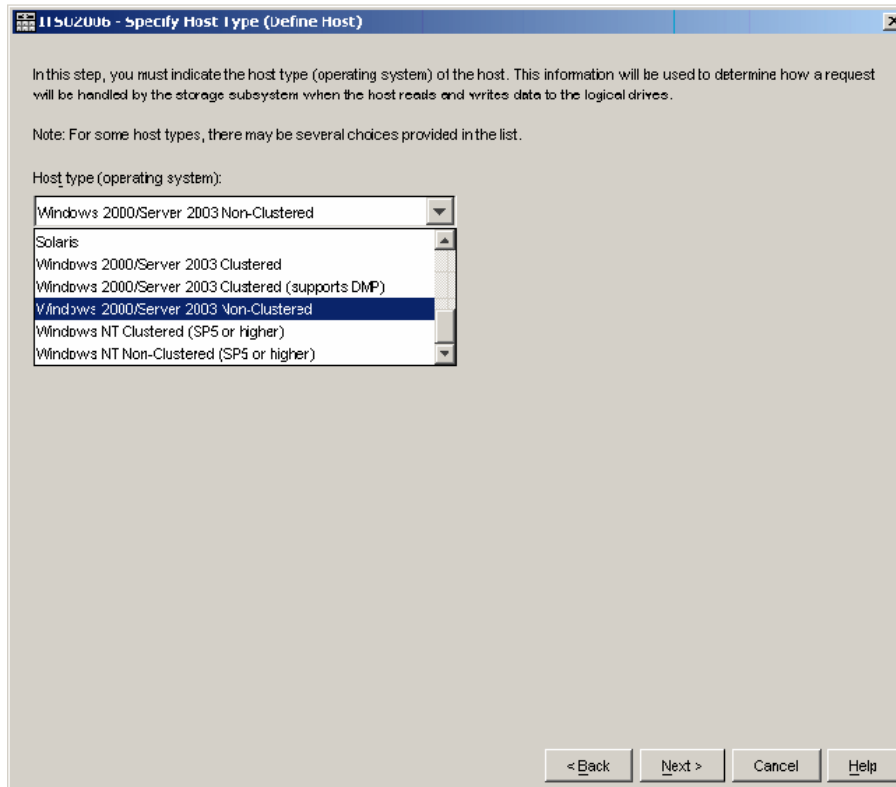 ITSO2006 - Specify Host Type (Define Host)
In this step, you must indicate the host type (operating system) of the host. This information will be used to determine how a request
will be handled by the storage subsystem when the host reads and writes data to the logical drives.
Note: For some host types, there may be several choices provided in the list.
Host type (operating system):
Windows 2000/Server 2003 Non-Clustered
Solaris
Windows 2000/Server 2003 Clustered
Windows 2000/Server 2003 Clustered (supports DMP)
Windows 2000/Server 2003 Non-Clustered
Windows NT Clustered (SP5 or higher)
Windows NT Non-Clustered (SP5 or higher)
< Back Next > Cancel Help